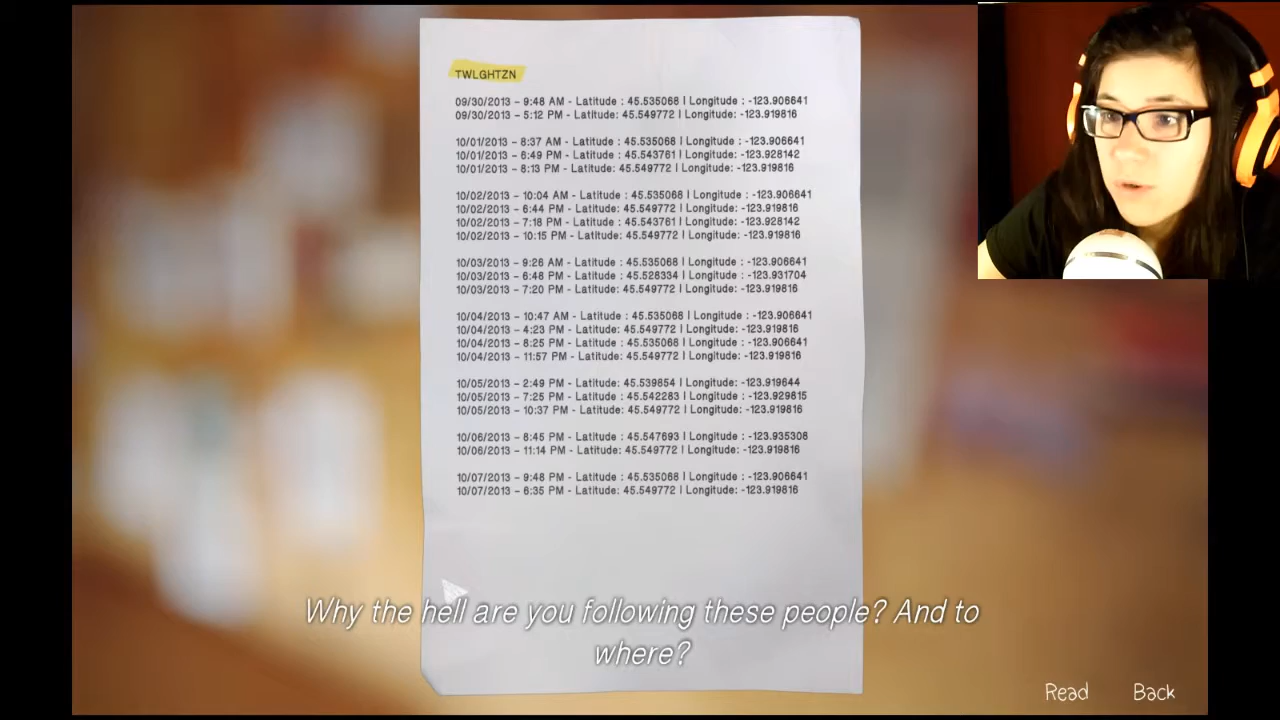 TWLGHTZN
09/30/2013 - 9:48 AM - Latitude : 45.535068 | Longitude : -123.906641
09/30/2013 - 5:12 PM - Latitude: 45.549772 | Longitude: -123.919816
10/01/2013 - 8:37 AM - Latitude : 45.535068 | Longitude : -123.906641
10/01/2013 - 6:49 PM - Latitude : 45.543761 | Longitude: -123.928142
10/01/2013 - 8:13 PM - Latitude: 45.549772 | Longitude: -123.919816
10/02/2013 - 10:04 AM - Latitude : 45.535068 | Longitude : -123.906641
10/02/2013 - 6:44 PM - Latitude: 45.549772 | Longitude: -123.919816
10/02/2013 - 7:18 PM - Latitude : 45.543761 | Longitude: -123.928142
10/02/2013 - 10:15 PM - Latitude: 45.549772 | Longitude: -123.919816
10/03/2013 - 9:26 AM - Latitude : 45.535068 | Longitude : -123.906641
10/03/2013 - 6:48 PM - Latitude : 45.528334 | Longitude : -123.931704
10/03/2013 - 7:20 PM - Latitude: 45.549772 | Longitude: -123.919816
10/04/2013 - 10:47 AM - Latitude : 45.535068 | Longitude : -123.906641
10/04/2013 - 4:23 PM - Latitude: 45.549772 | Longitude: -123.919816
10/04/2013 - 8:25 PM - Latitude : 45.535068 | Longitude : -123.906641
10/04/2013 - 11:57 PM - Latitude: 45.549772 | Longitude: -123.919816
10/05/2013 - 2:49 PM - Latitude: 45.539854 | Longitude: -123.919644
10/05/2013 - 7:25 PM - Latitude : 45.542283 | Longitude : -123.929815
10/05/2013 - 10:37 PM - Latitude: 45.549772 | Longitude: -123.919816
10/06/2013 - 8:45 PM - Latitude : 45.547693 | Longitude : -123.935308
10/06/2013 - 11:14 PM - Latitude: 45.549772 | Longitude: -123.919816
10/07/2013 - 9:48 PM - Latitude : 45.535068 | Longitude : -123.906641
10/07/2013 - 6:35 PM - Latitude: 45.549772 | Longitude: -123.919816
Why the hell are you following these people? And to
where?
Read Back